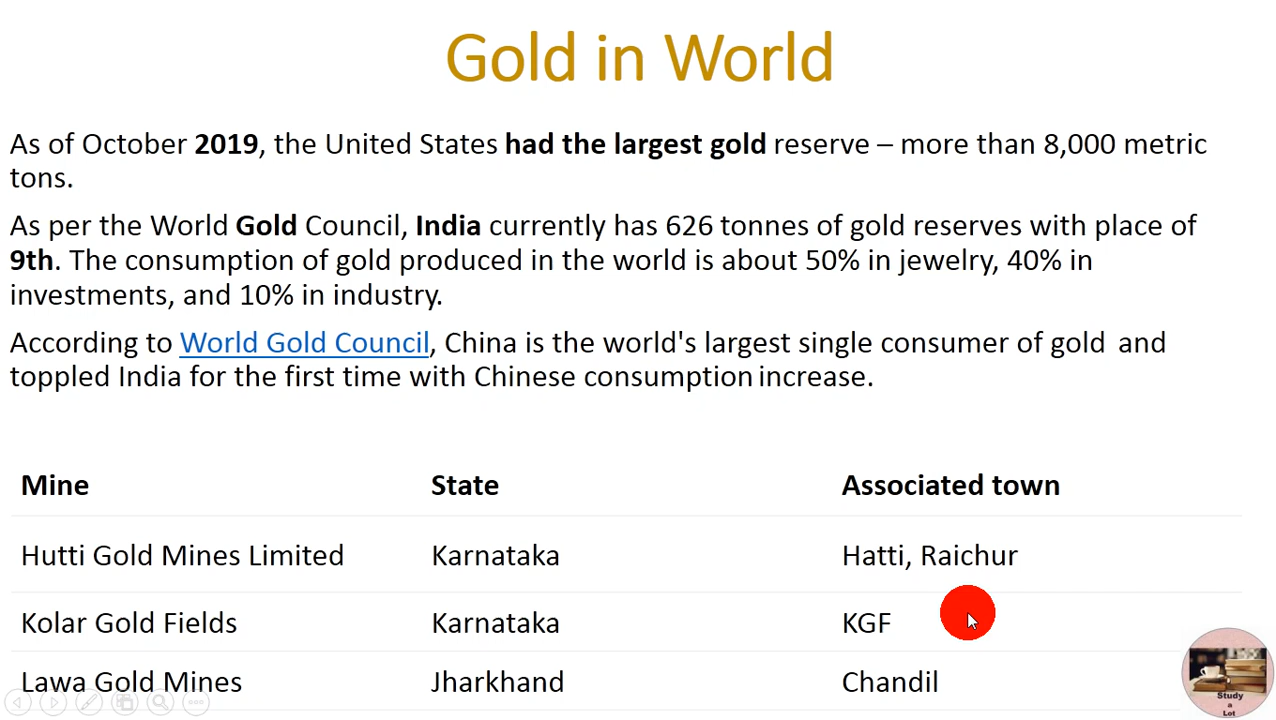 Gold in World
As of October 2019, the United States had the largest gold reserve – more than 8,000 metric
tons.
As per the World Gold Council, India currently has 626 tonnes of gold reserves with place of
9th. The consumption of gold produced in the world is about 50% in jewelry, 40% in
investments, and 10% in industry.
According to World Gold Council, China is the world's largest single consumer of gold and
toppled India for the first time with Chinese consumption increase.
Mine State Associated town
Hutti Gold Mines Limited Karnataka Hatti, Raichur
Kolar Gold Fields Karnataka KGF
Lawa Gold Mines Jharkhand Chandil
Study
a
Lot